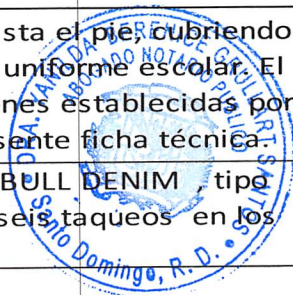 sta el pie, cubriendo
uniforme escolar. El
nes establecidas por
sente ficha técnica.
BULL DENIM , tipo
seis taqueos en los
ABOGADO NOTARIO PUBLICO
Santo Domingo, R. D.